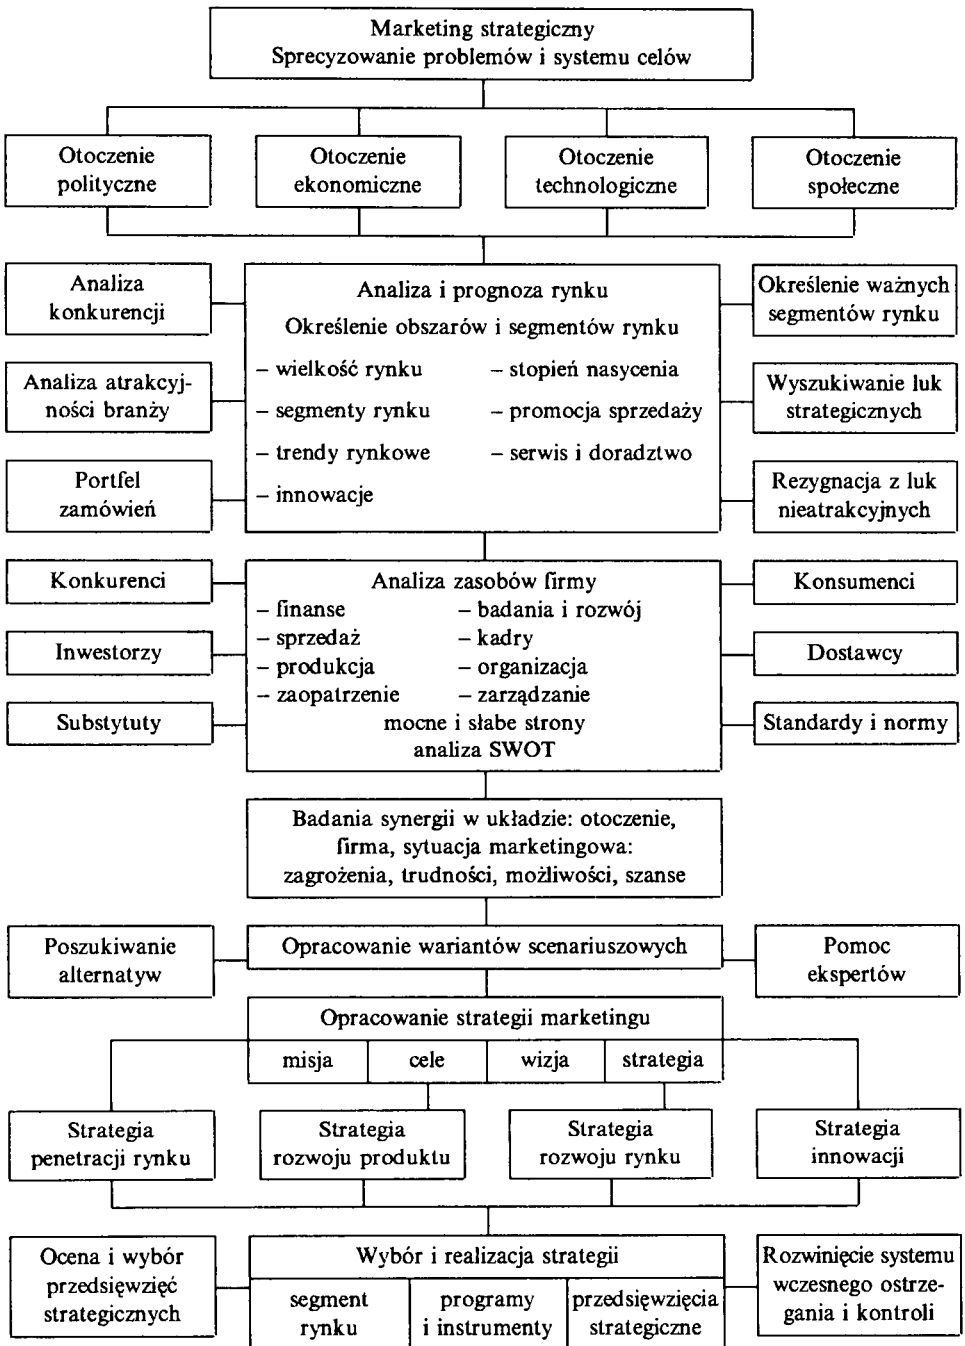 Marketing strategiczny
Sprecyzowanie problemów i systemu celów
Otoczenie
polityczne
Otoczenie
ekonomiczne
Otoczenie
technologiczne
Otoczenie
społeczne
Analiza
konkurencji
Analiza atrakcyj-
ności branży
Portfel
zamówień
Analiza i prognoza rynku
Określenie obszarów i segmentów rynku
– wielkość rynku
– segmenty rynku
– trendy rynkowe
– innowacje
– stopień nasycenia
– promocja sprzedaży
– serwis i doradztwo
Określenie ważnych
segmentów rynku
Wyszukiwanie luk
strategicznych
Rezygnacja z luk
nieatrakcyjnych
Konkurenci
Inwestorzy
Substytuty
Analiza zasobów firmy
– finanse
– sprzedaż
– produkcja
– zaopatrzenie
– badania i rozwój
– kadry
– organizacja
– zarządzanie
mocne i słabe strony
analiza SWOT
Konsumenci
Dostawcy
Standardy i normy
Badania synergii w układzie: otoczenie,
firma, sytuacja marketingowa:
zagrożenia, trudności, możliwości, szanse
Poszukiwanie
alternatyw
Opracowanie wariantów scenariuszowych
Pomoc
ekspertów
Opracowanie strategii marketingu
misja
cele
wizja
strategia
Strategia
penetracji rynku
Strategia
rozwoju produktu
Strategia
rozwoju rynku
Strategia
innowacji
Ocena i wybór
przedsięwzięć
strategicznych
Wybór i realizacja strategii
segment
rynku
programy
i instrumenty
przedsięwzięcia
strategiczne
Rozwinięcie systemu
wczesnego ostrze-
gania i kontroli